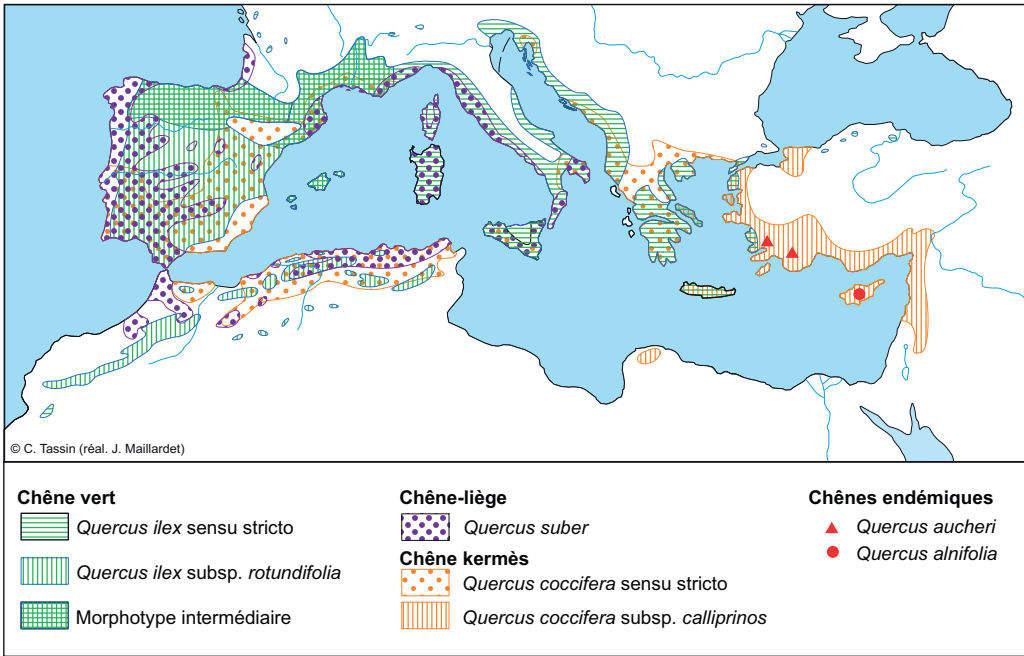 © C. Tassin (réal. J. Maillardet)
Chêne vert
Quercus ilex sensu stricto
Quercus ilex subsp. rotundifolia
Morphotype intermédiaire
Chêne-liège
Quercus suber
Chêne kermès
Quercus coccifera sensu stricto
Quercus coccifera subsp. calliprinos
Chênes endémiques
Quercus aucheri
Quercus alnifolia